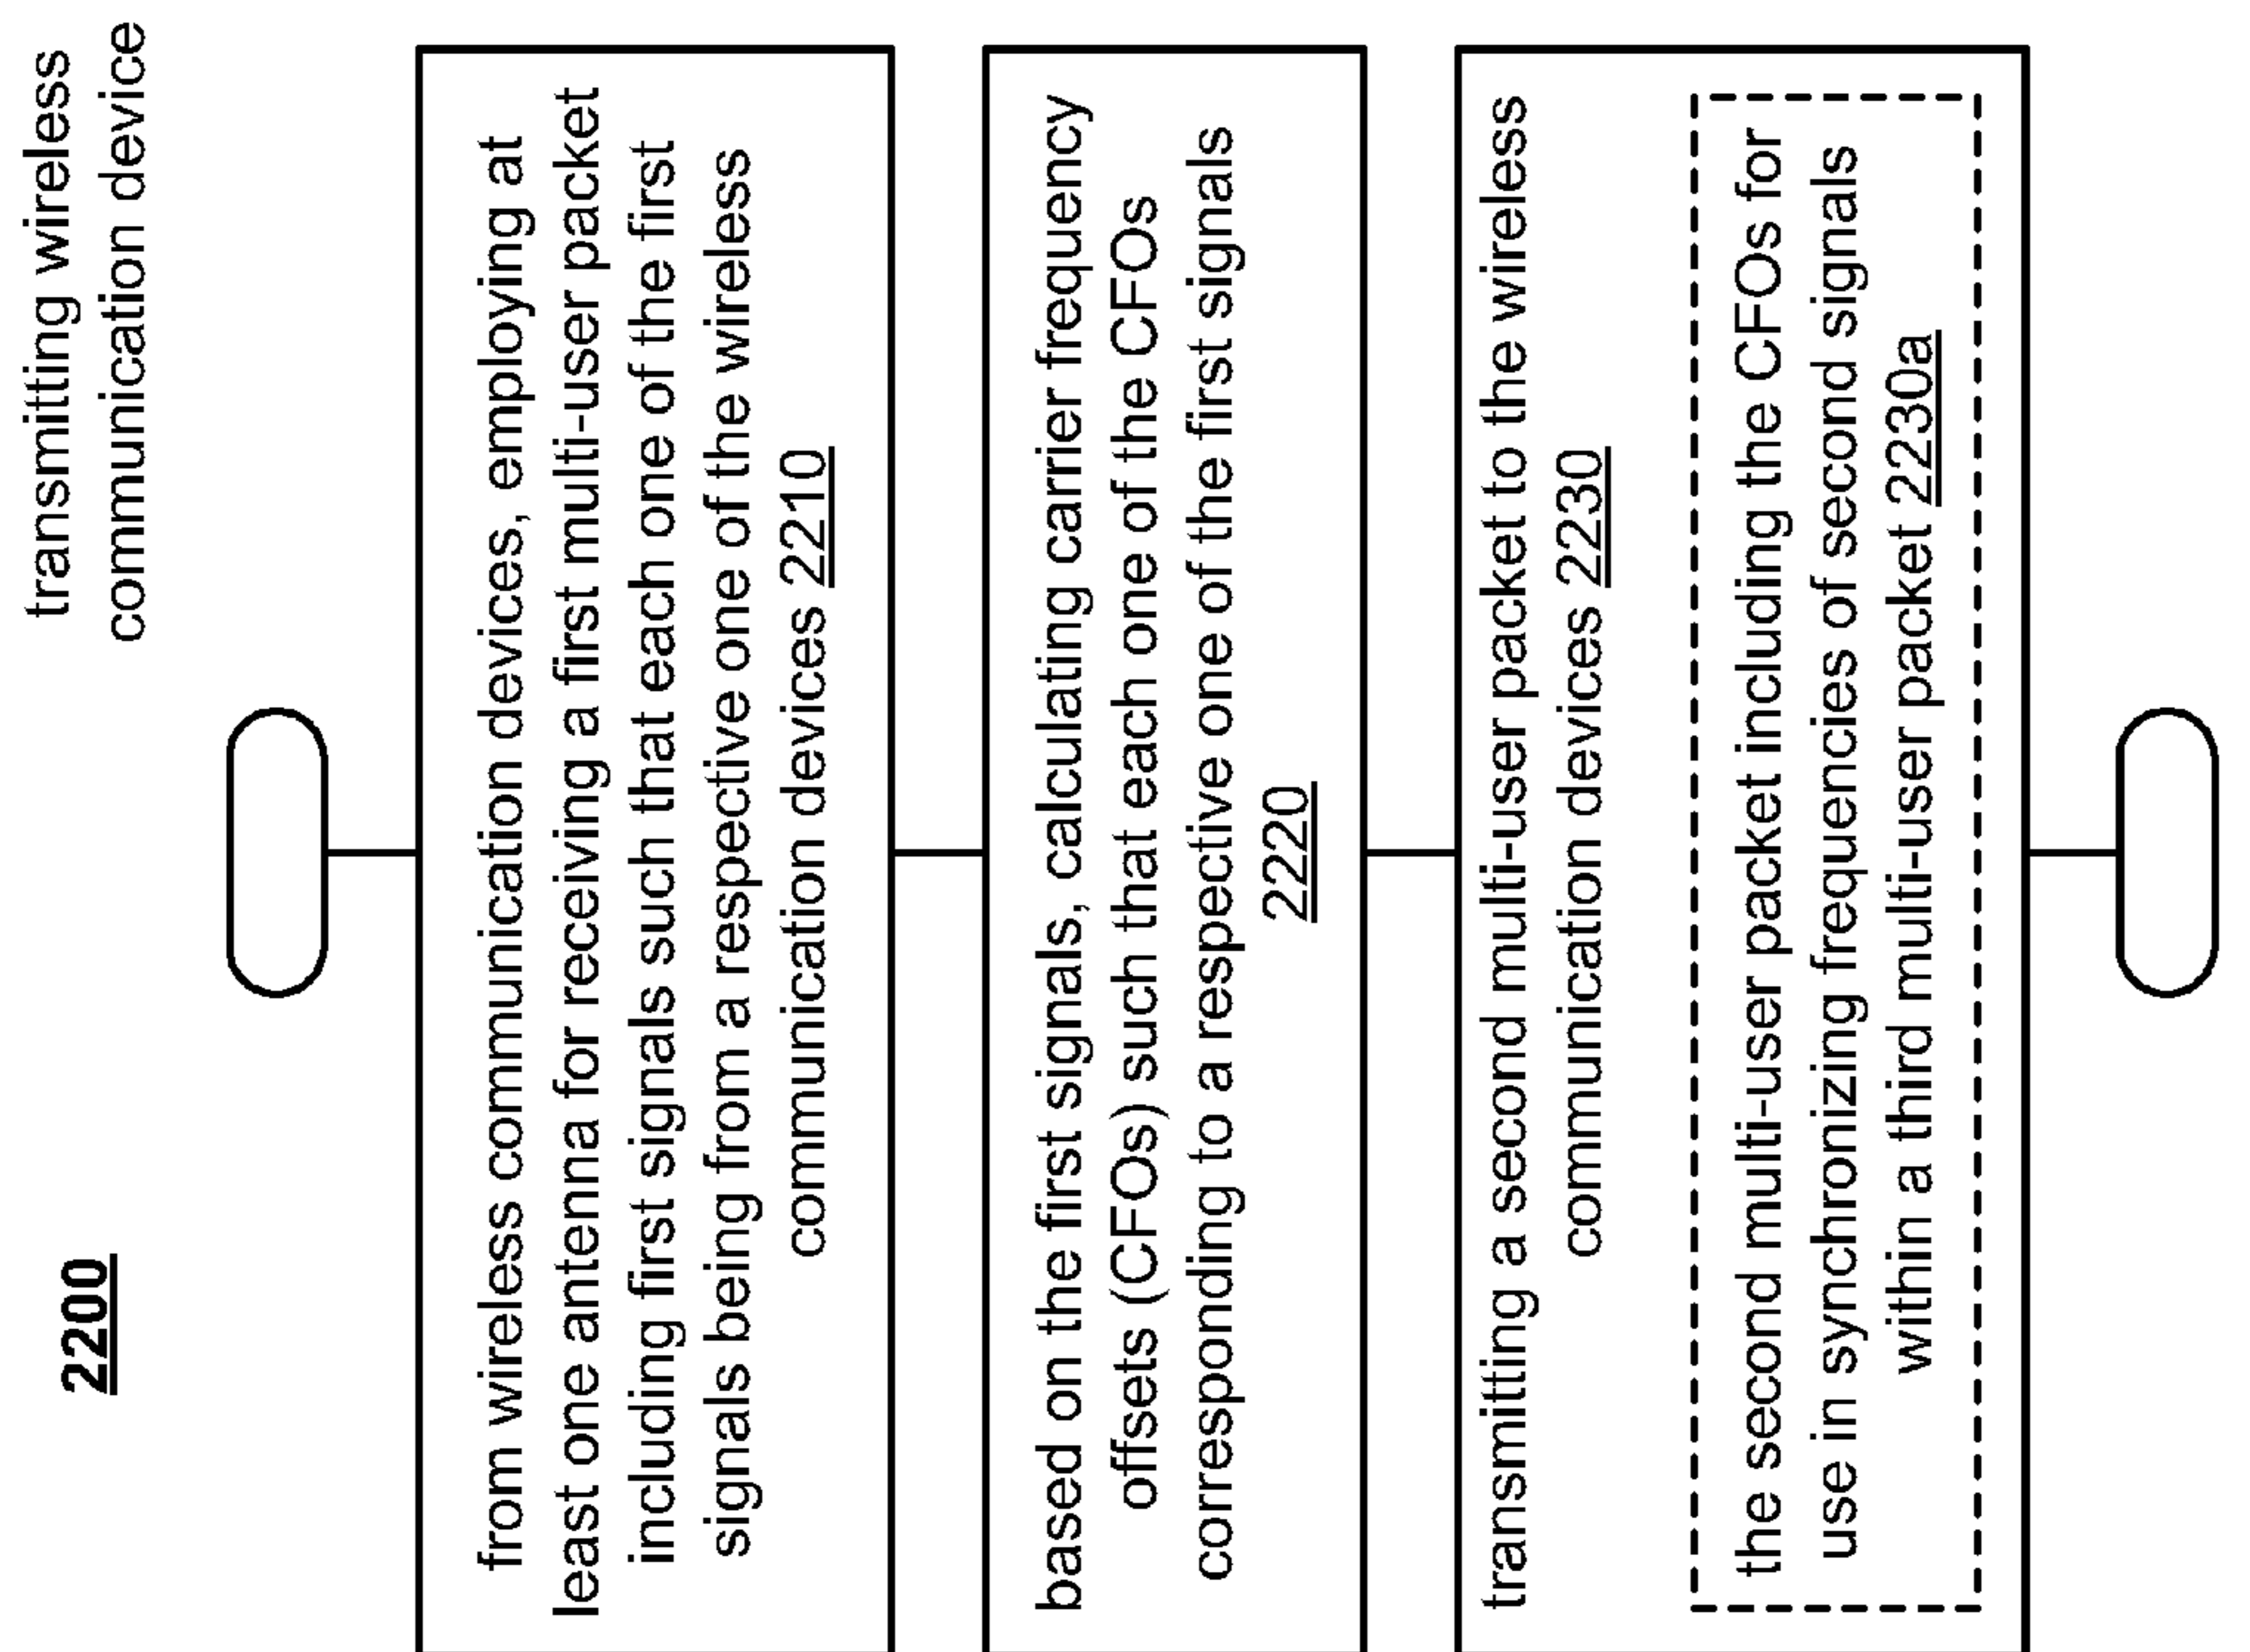 2200
transmitting wireless
communication device
from wireless communication devices, employing at
least one antenna for receiving a first multi-user packet
including first signals such that each one of the first
signals being from a respective one of the wireless
communication devices 2210
based on the first signals, calculating carrier frequency
offsets (CFOs) such that each one of the CFOs
corresponding to a respective one of the first signals
2220
transmitting a second multi-user packet to the wireless
communication devices 2230
the second multi-user packet including the CFOs for
use in synchronizing frequencies of second signals
within a third multi-user packet 2230a